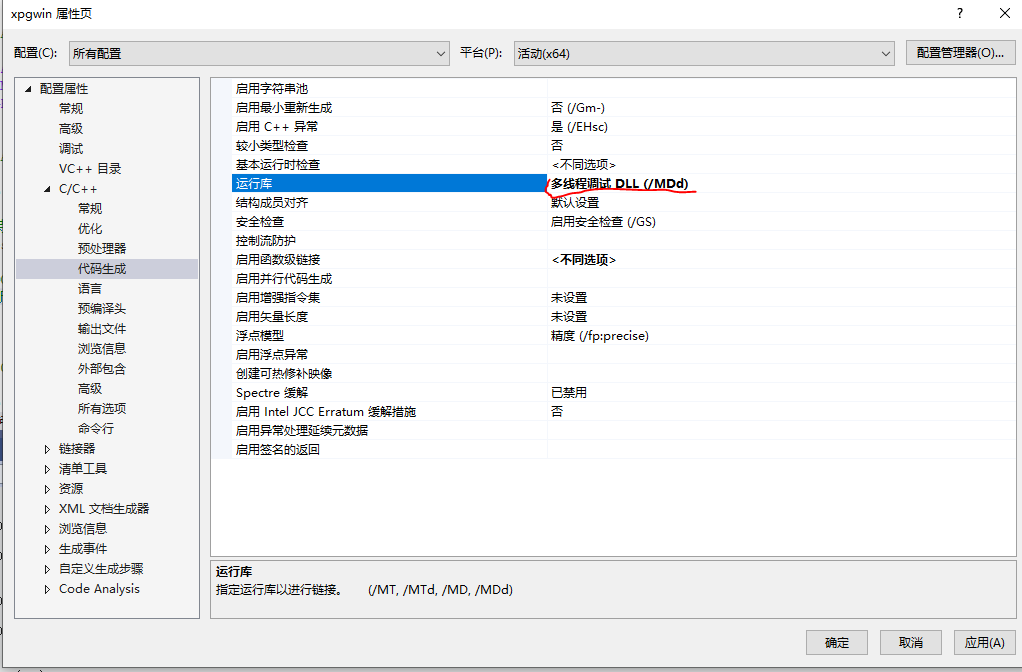 xpgwin 属性页
?
配置(C):
所有配置
平台(P):
活动(x64)
配置管理器(O)...
配置属性
常规
高级
调试
VC++ 目录
C/C++
常规
优化
预处理器
代码生成
语言
预编译头
输出文件
浏览信息
外部包含
高级
所有选项
命令行
链接器
清单工具
资源
XML 文档生成器
浏览信息
生成事件
自定义生成步骤
Code Analysis
启用字符串池
启用最小重新生成 否 (/Gm-)
启用 C++ 异常 是 (/EHsc)
较小类型检查 否
基本运行时检查 <不同选项>
运行库 多线程调试 DLL (/MDd)
结构成员对齐 默认设置
安全检查 启用安全检查 (/GS)
控制流防护
启用函数级链接 <不同选项>
启用并行代码生成
启用增强指令集 未设置
启用矢量长度 未设置
浮点模型 精度 (/fp:precise)
启用浮点异常
创建可热修补映像
Spectre 缓解 已禁用
启用 Intel JCC Erratum 缓解措施 否
启用异常处理延续元数据
启用签名的返回
运行库
指定运行库以进行链接。 (/MT, /MTd, /MD, /MDd)
确定
取消
应用(A)